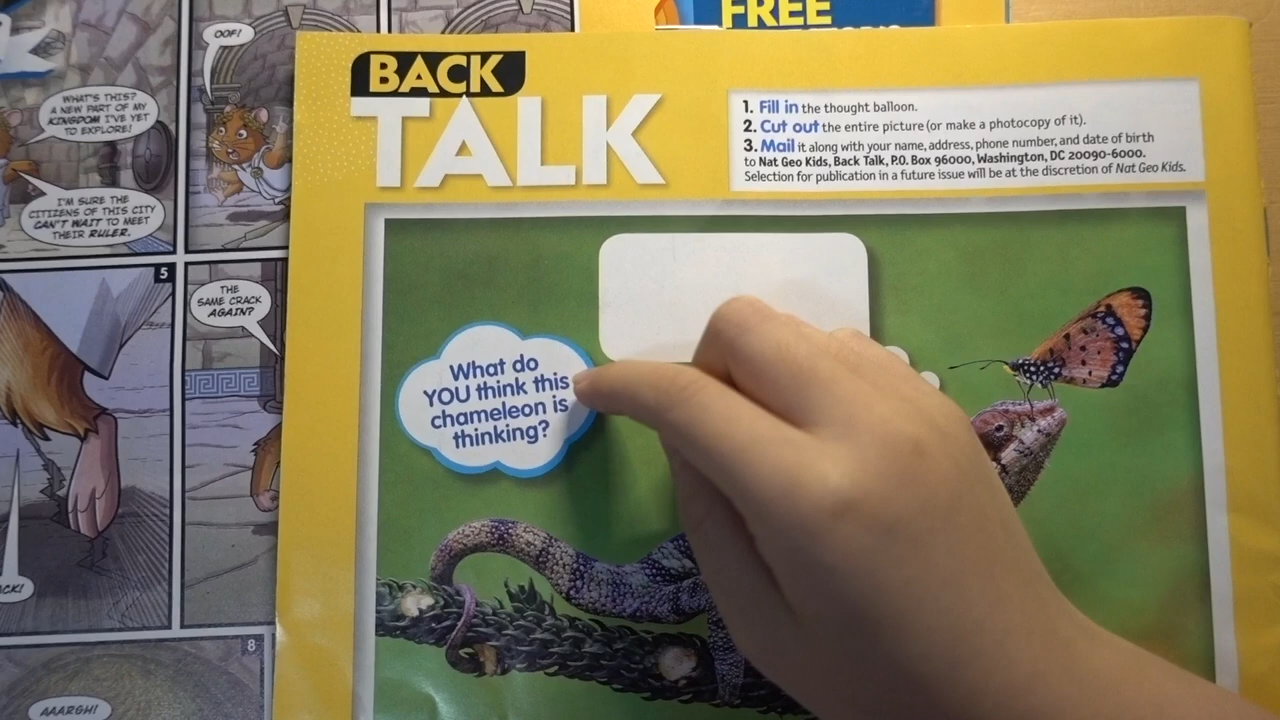 OOF!
WHAT'S THIS?
A NEW PART OF MY
KINGDOM I'VE YET
TO EXPLORE!
I'M SURE THE
CITIZENS OF THIS CITY
CAN'T WAIT TO MEET
THEIR RULER.
5
THE
SAME CRACK
AGAIN?
8
AAARGH!
FREE
BACK
TALK
1. Fill in the thought balloon.
2. Cut out the entire picture (or make a photocopy of it).
3. Mail it along with your name, address, phone number, and date of birth
to Nat Geo Kids, Back Talk, P.O. Box 96000, Washington, DC 20090-6000.
Selection for publication in a future issue will be at the discretion of Nat Geo Kids.
What do
YOU think this
chameleon is
thinking?